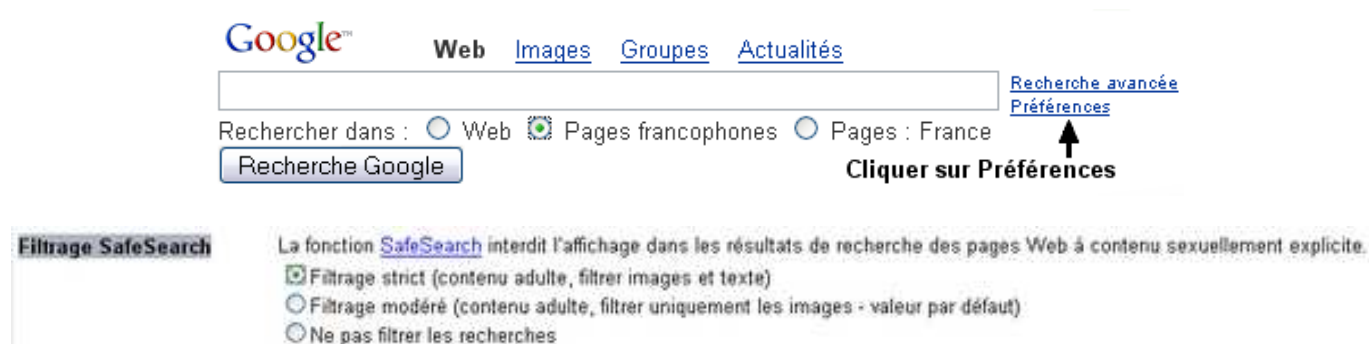 Google™ Web Images Groupes Actualités
Recherche avancée
Préférences
Rechercher dans : Web Pages francophones Pages : France
Recherche Google
Cliquer sur Préférences
Filtrage SafeSearch La fonction SafeSearch interdit l'affichage dans les résultats de recherche des pages Web á contenu sexuellement explicite.
Filtrage strict (contenu adulte, filtrer images et texte)
Filtrage modéré (contenu adulte, filtrer uniquement les images - valeur par défaut)
Ne pas filtrer les recherches